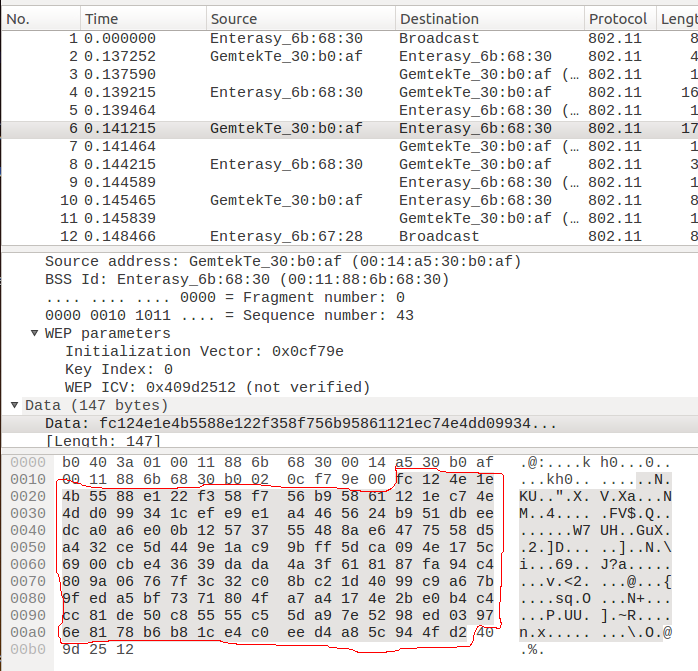 No. Time Source Destination Protocol Leng
1 0.000000 Enterasy_6b:68:30 Broadcast 802.11 8
2 0.137252 GemtekTe_30:b0:af Enterasy_6b:68:30 802.11 4
3 0.137590 GemtekTe_30:b0:af (… 802.11 1
4 0.139215 Enterasy_6b:68:30 GemtekTe_30:b0:af 802.11 16
5 0.139464 Enterasy_6b:68:30 (… 802.11 1
6 0.141215 GemtekTe_30:b0:af Enterasy_6b:68:30 802.11 17
7 0.141464 GemtekTe_30:b0:af (… 802.11 1
8 0.144215 Enterasy_6b:68:30 GemtekTe_30:b0:af 802.11 3
9 0.144589 Enterasy_6b:68:30 (… 802.11 1
10 0.145465 GemtekTe_30:b0:af Enterasy_6b:68:30 802.11 8
11 0.145839 GemtekTe_30:b0:af (… 802.11 1
12 0.148466 Enterasy_6b:67:28 Broadcast 802.11 8
Source address: GemtekTe_30:b0:af (00:14:a5:30:b0:af)
BSS Id: Enterasy_6b:68:30 (00:11:88:6b:68:30)
.... .... .... 0000 = Fragment number: 0
0000 0010 1011 .... = Sequence number: 43
WEP parameters
Initialization Vector: 0x0cf79e
Key Index: 0
WEP ICV: 0x409d2512 (not verified)
Data (147 bytes)
Data: fc124e1e4b5588e122f358f756b95861121ec74e4dd09934...
[Length: 147]
0000 b0 40 3a 01 00 11 88 6b 68 30 00 14 a5 30 b0 af .@:....k h0...0..
0010 00 11 88 6b 68 30 b0 02 0c f7 9e 00 fc 12 4e 1e ...kh0.. ......N.
0020 4b 55 88 e1 22 f3 58 f7 56 b9 58 61 12 1e c7 4e KU..".X. V.Xa...N
0030 4d d0 99 34 1c ef e9 e1 a4 46 56 24 b9 51 db ee M..4.... .FV$.Q..
0040 dc a0 a6 e0 0b 12 57 37 55 48 8a e6 47 75 58 d5 ......W7 UH..GuX.
0050 a4 32 ce 5d 44 9e 1a c9 9b ff 5d ca 09 4e 17 5c .2.]D... ..]..N.\
0060 69 00 cb e4 36 39 da da 4a 3f 61 81 87 fa 94 c4 i...69.. J?a.....
0070 80 9a 06 76 7f 3c 32 c0 8b c2 1d 40 99 c9 a6 7b ...v.<2. ...@...{
0080 9f ed a5 bf 73 71 80 4f a7 a4 17 4e 2b e0 b4 c4 ....sq.O ...N+...
0090 cc 81 de 50 c8 55 55 c5 5d a9 7e 52 98 ed 03 97 ...P.UU. ].~R....
00a0 6e 81 78 b6 b8 1c e4 c0 ee d4 a8 5c 94 4f d2 40 n.x..... ...\.O.@
00b0 9d 25 12 .%.